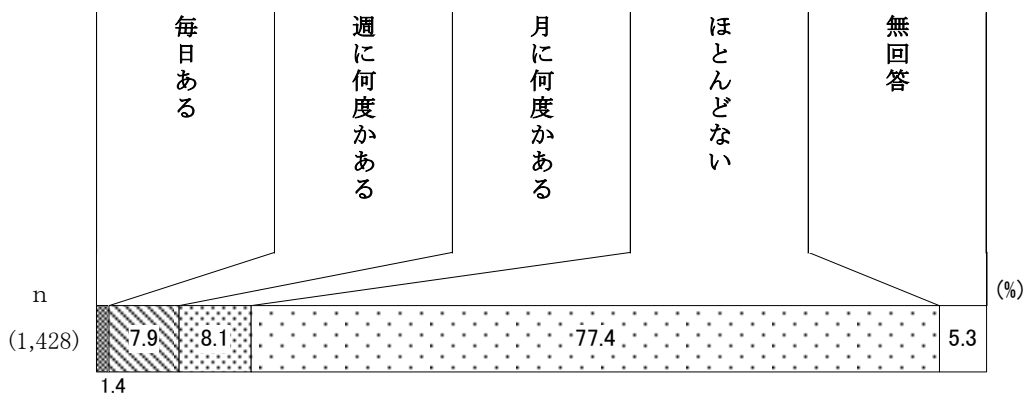 毎日ある
週に何度かある
月に何度かある
ほとんどない
無回答
(%)
n
(1,428)
7.9
8.1
77.4
5.3
1.4